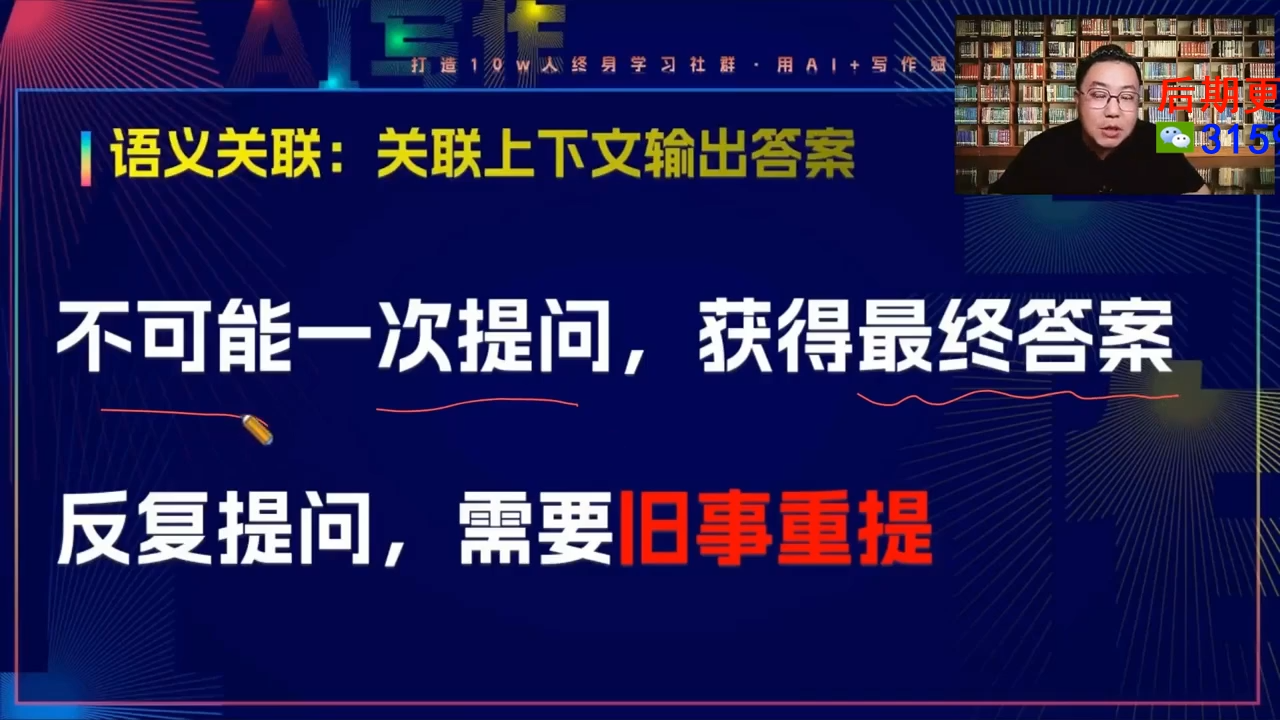 AI写作
打造10w人终身学习社群·用AI+写作赋
后期更
315
语义关联：关联上下文输出答案
不可能一次提问，获得最终答案
反复提问，需要旧事重提